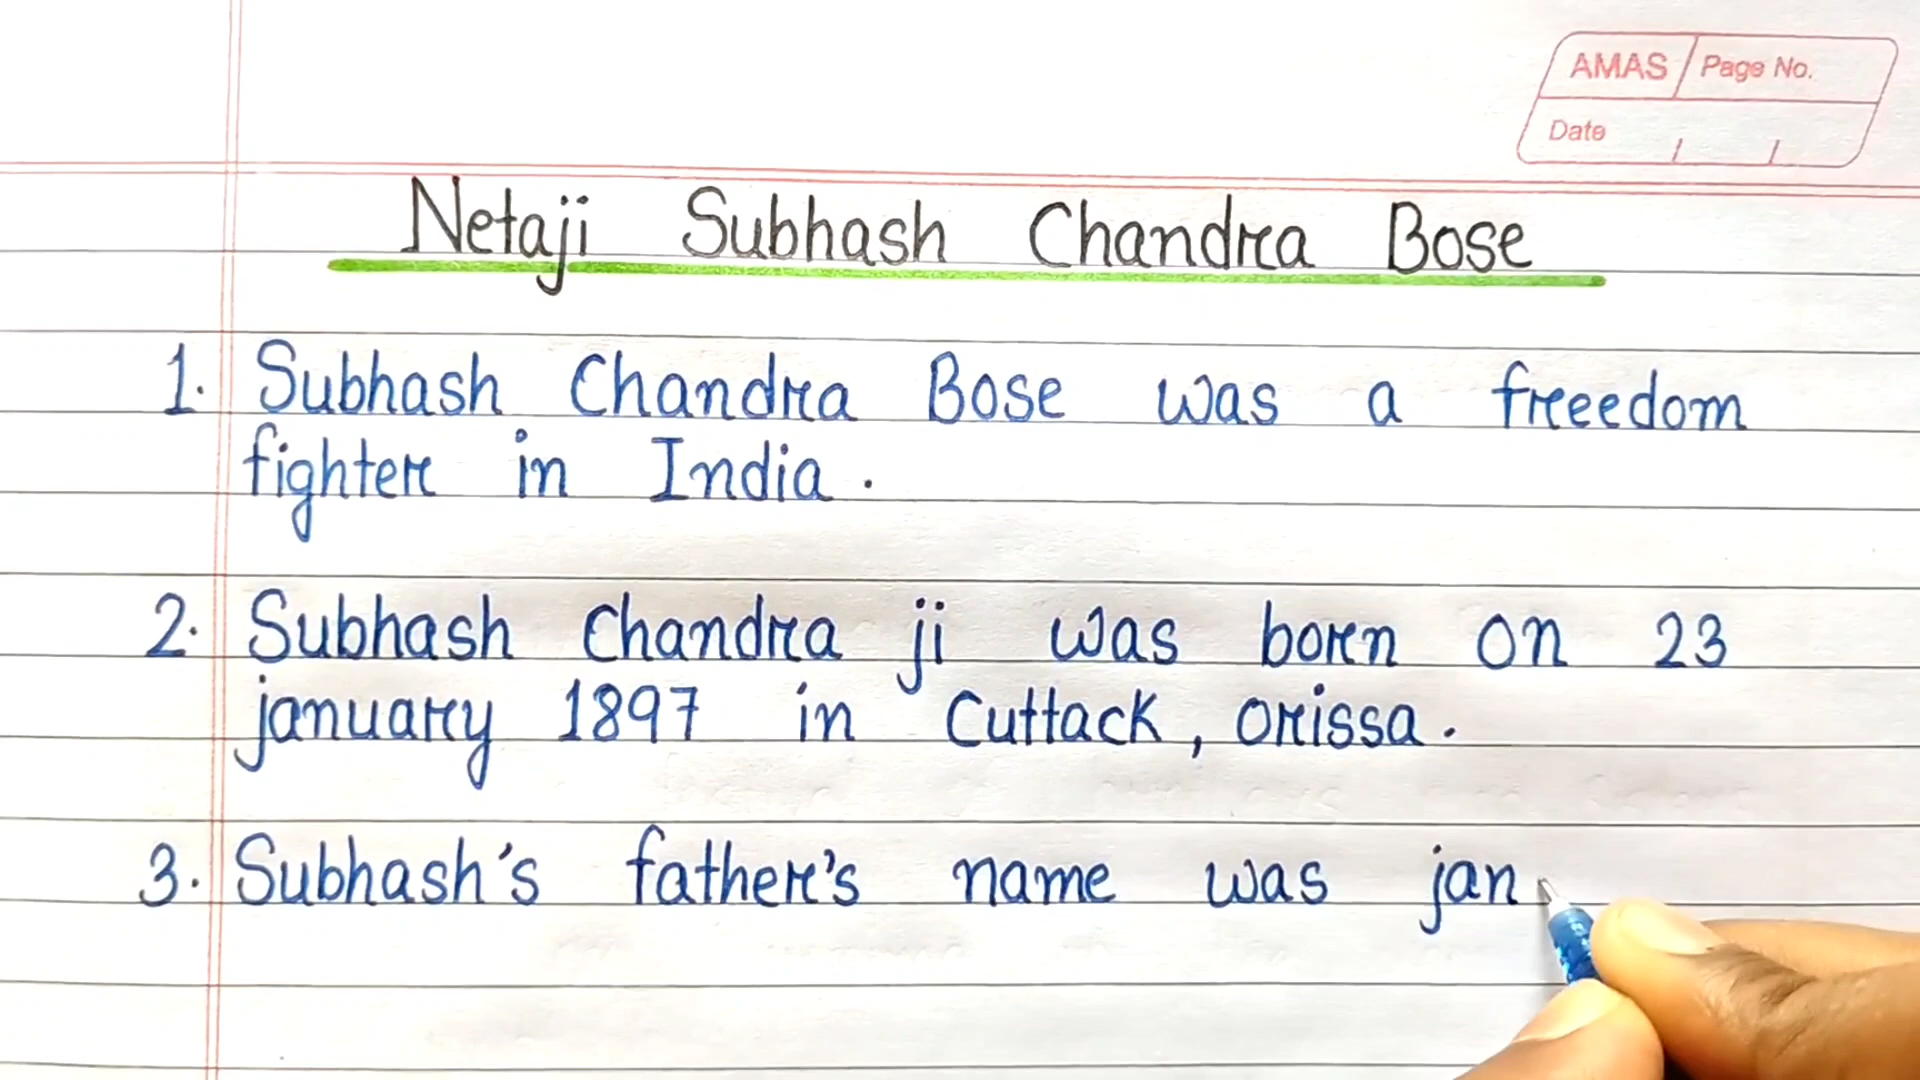 AMAS Page No.
Date / /
Netaji Subhash Chandra Bose
1. Subhash Chandra Bose was a freedom
fighter in India.
2. Subhash Chandra ji was born on 23
january 1897 in Cuttack, orissa.
3. Subhash's father's name was jan